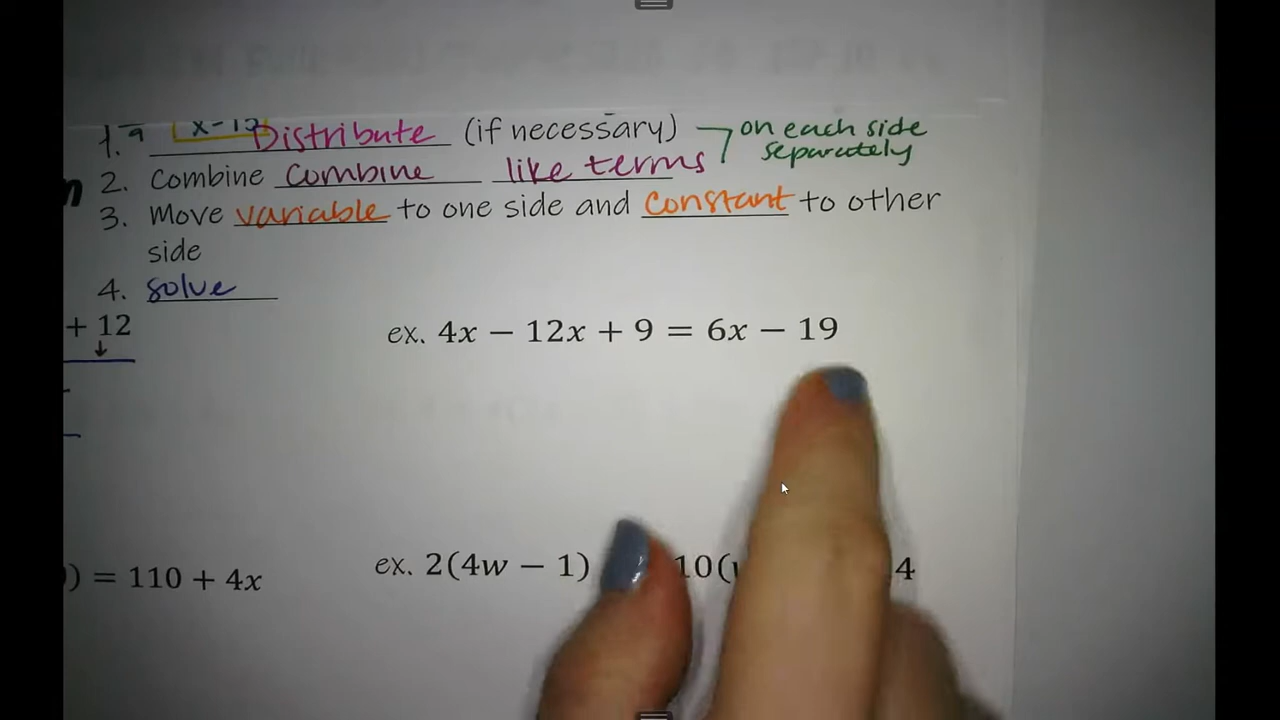 9 x - 15
1. Distribute (if necessary) on each side
separately
2. Combine Combine like terms
3. Move variable to one side and constant to other
side
4. solve
+ 12
ex. 4x − 12x + 9 = 6x − 19
) = 110 + 4x
ex. 2(4w − 1) 10( 4